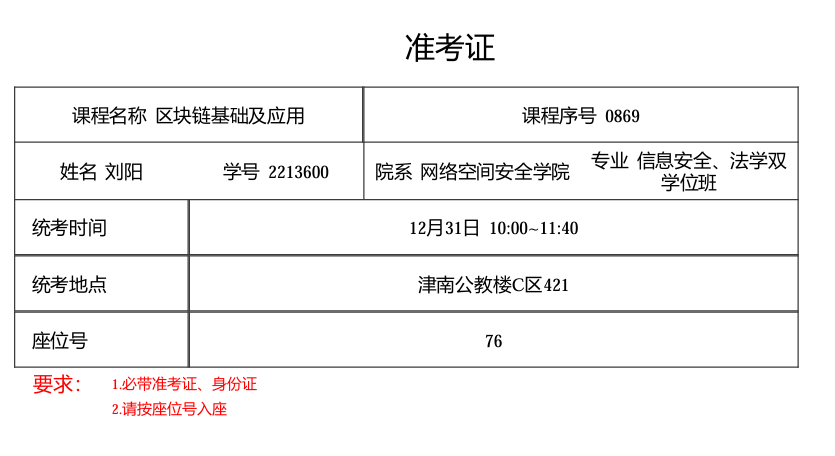 准考证
课程名称 区块链基础及应用 课程序号 0869
姓名 刘阳 学号 2213600 院系 网络空间安全学院 专业 信息安全、法学双
学位班
统考时间 12月31日 10:00~11:40
统考地点 津南公教楼C区421
座位号 76
要求： 1.必带准考证、身份证
2.请按座位号入座